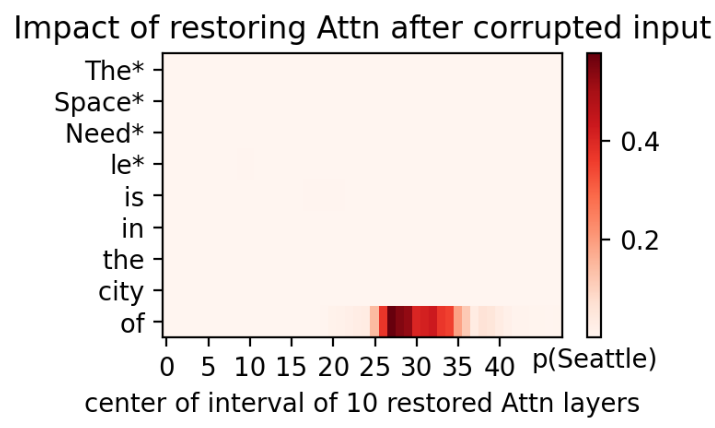 Impact of restoring Attn after corrupted input
The*
Space*
Need*
le*
is
in
the
city
of
0 5 10 15 20 25 30 35 40
0.4
0.2
p(Seattle)
center of interval of 10 restored Attn layers